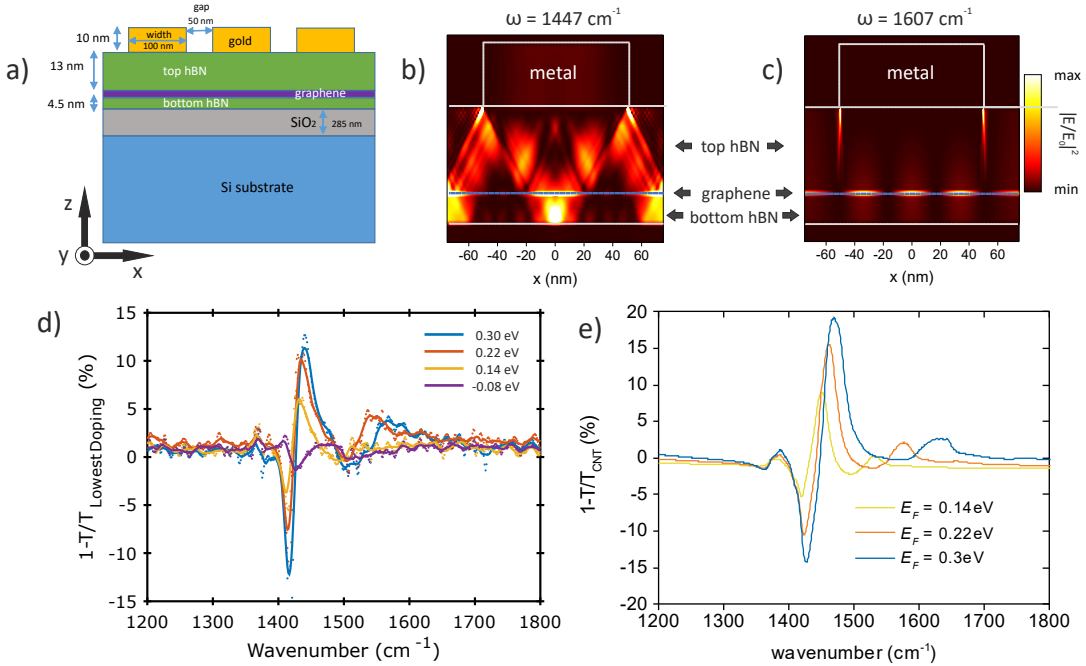 a)
gap
50 nm
10 nm
width
100 nm
gold
13 nm
top hBN
graphene
4.5 nm
bottom hBN
SiO2
285 nm
Si substrate
z
y
x
ω = 1447 cm-1
b)
metal
top hBN
graphene
bottom hBN
-60 -40 -20 0 20 40 60
x (nm)
ω = 1607 cm-1
c)
metal
max
|E/E0|2
min
-60 -40 -20 0 20 40 60
x (nm)
d)
15
10
5
0
-5
-10
-15
1-T/T Lowest Doping (%)
0.30 eV
0.22 eV
0.14 eV
-0.08 eV
1200 1300 1400 1500 1600 1700 1800
Wavenumber (cm-1)
e)
20
15
10
5
0
-5
-10
-15
-20
1-T/TCNT (%)
EF = 0.14 eV
EF = 0.22 eV
EF = 0.3 eV
1200 1300 1400 1500 1600 1700 1800
wavenumber (cm-1)